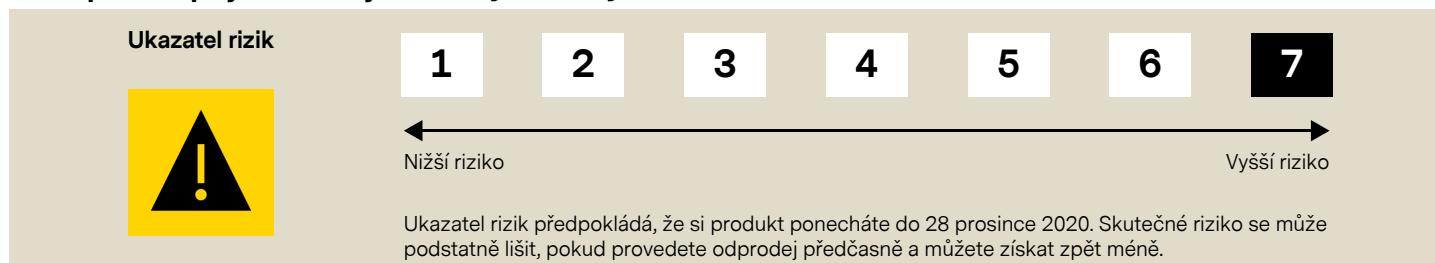 Ukazatel rizik
1 2 3 4 5 6 7
Nižší riziko
Vyšší riziko
Ukazatel rizik předpokládá, že si produkt ponecháte do 28 prosince 2020. Skutečné riziko se může
podstatně lišit, pokud provedete odprodej předčasně a můžete získat zpět méně.